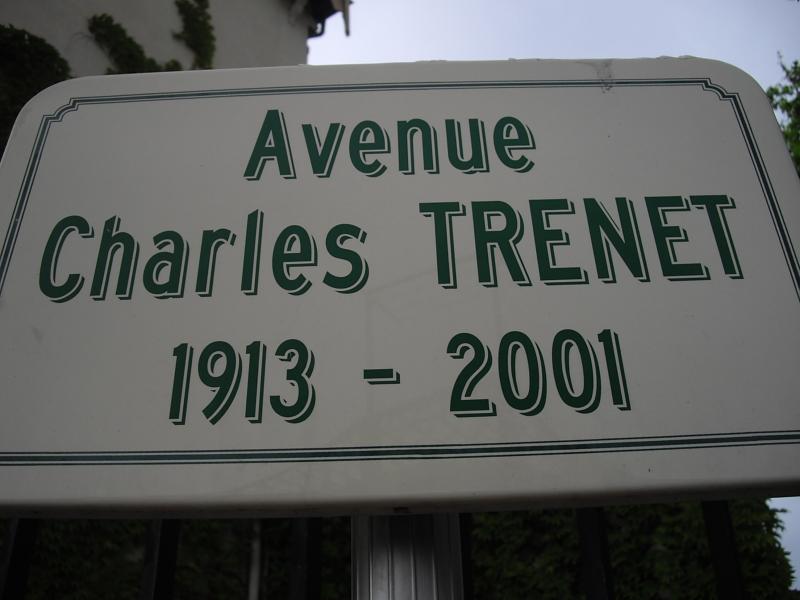 Avenue
Charles TRENET
1913 - 2001